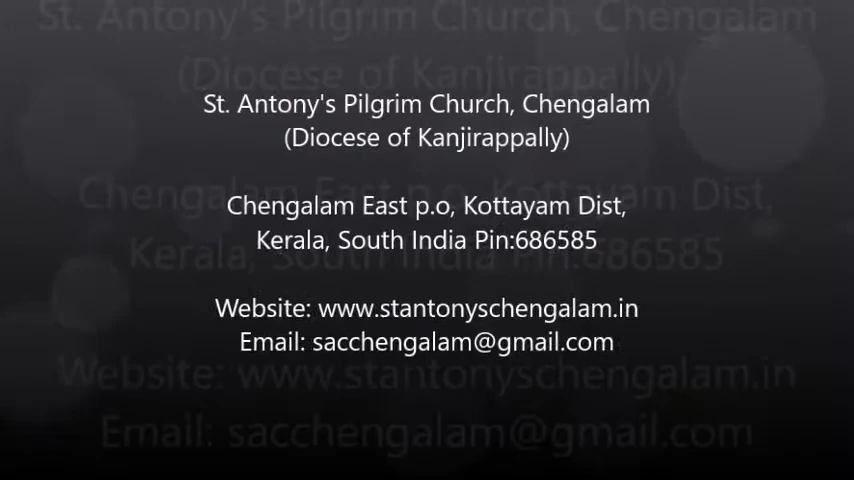 St. Antony's Pilgrim Church, Chengalam
(Diocese of Kanjirappally)
Chengalam East p.o, Kottayam Dist,
Kerala, South India Pin:686585
Website: www.stantonyschengalam.in
Email: sacchengalam@gmail.com